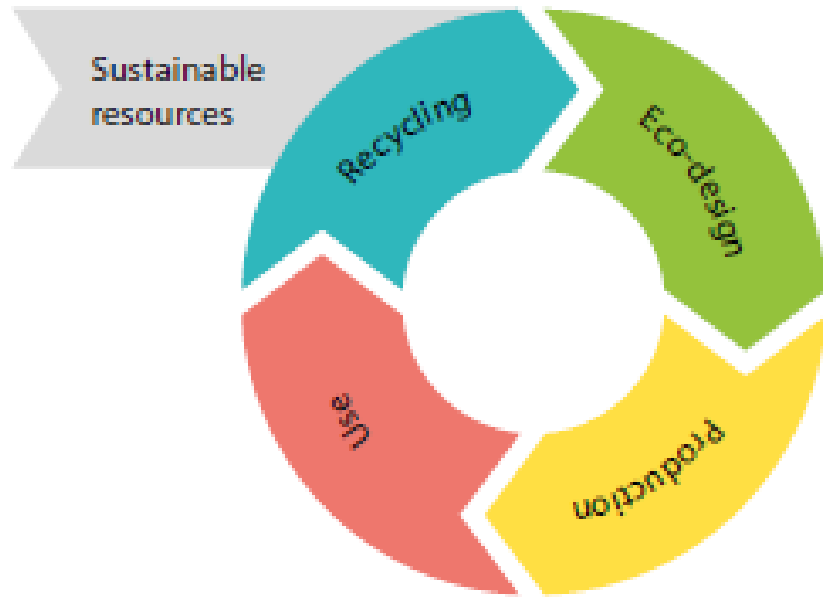 Sustainable
resources
Recycling
Eco-design
Production
Use